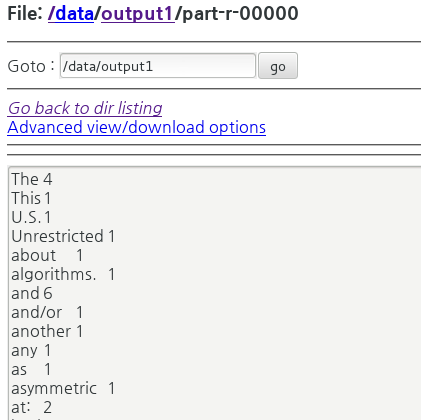 File: /data/output1/part-r-00000
Goto : /data/output1 go
Go back to dir listing
Advanced view/download options
The 4
This 1
U.S. 1
Unrestricted 1
about 1
algorithms. 1
and 6
and/or 1
another 1
any 1
as 1
asymmetric 1
at: 2